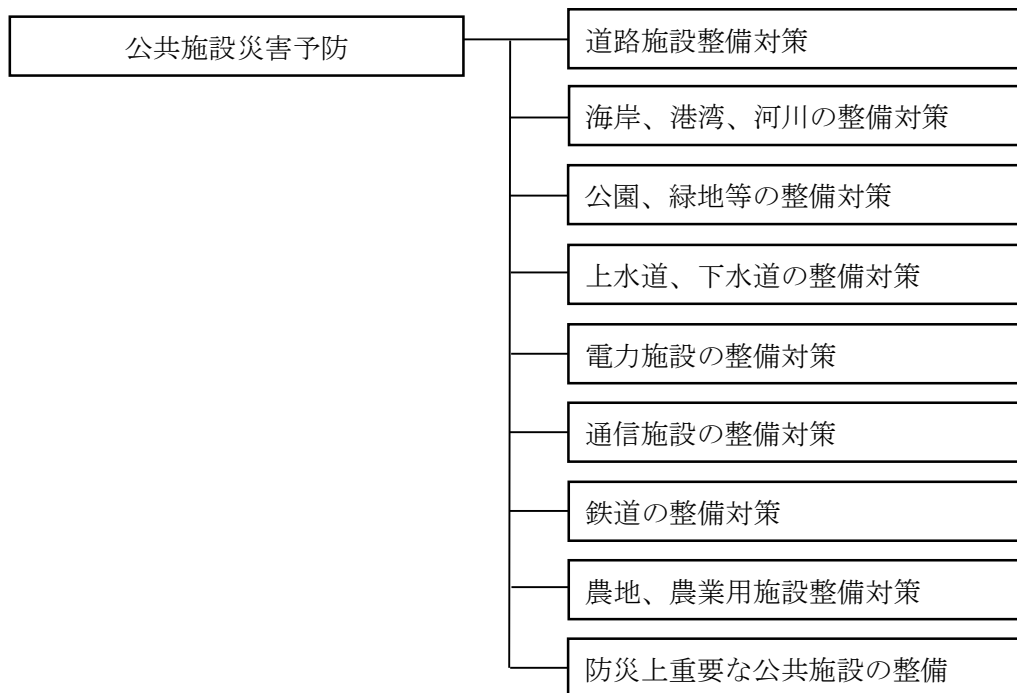 公共施設災害予防
道路施設整備対策
海岸、港湾、河川の整備対策
公園、緑地等の整備対策
上水道、下水道の整備対策
電力施設の整備対策
通信施設の整備対策
鉄道の整備対策
農地、農業用施設整備対策
防災上重要な公共施設の整備